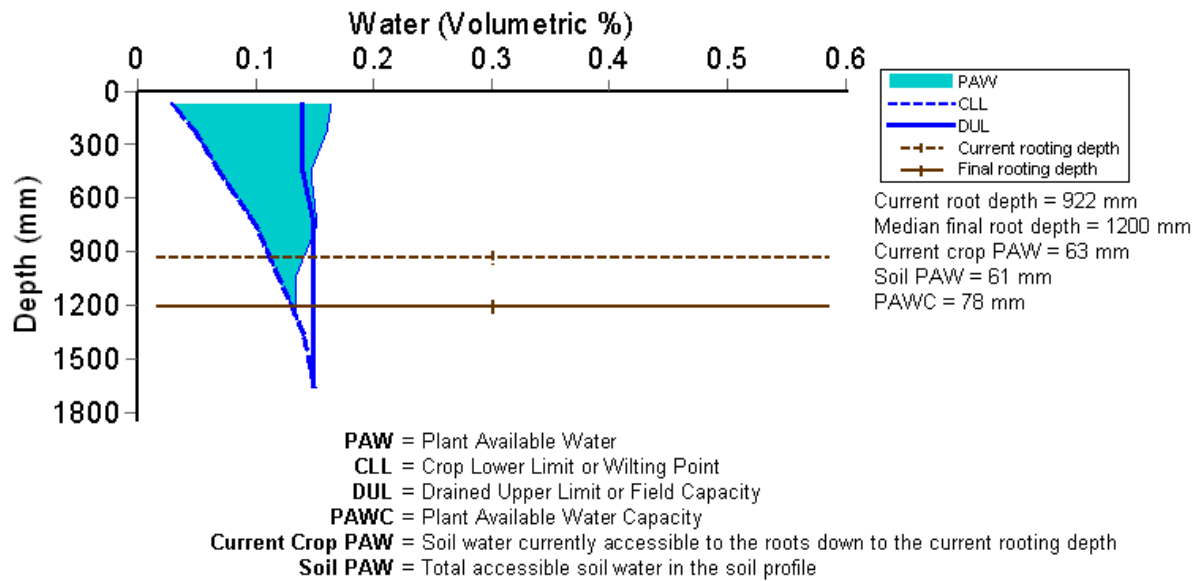 Water (Volumetric %)
0 0.1 0.2 0.3 0.4 0.5 0.6
Depth (mm)
0
300
600
900
1200
1500
1800
PAW
CLL
DUL
Current rooting depth
Final rooting depth
Current root depth = 922 mm
Median final root depth = 1200 mm
Current crop PAW = 63 mm
Soil PAW = 61 mm
PAWC = 78 mm
PAW = Plant Available Water
CLL = Crop Lower Limit or Wilting Point
DUL = Drained Upper Limit or Field Capacity
PAWC = Plant Available Water Capacity
Current Crop PAW = Soil water currently accessible to the roots down to the current rooting depth
Soil PAW = Total accessible soil water in the soil profile